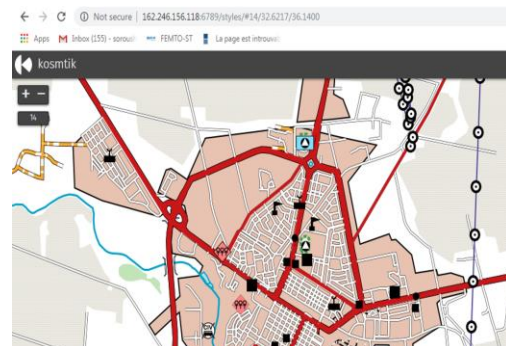 Not secure | 162.246.156.118:6789/styles/#14/32.6217/36.1400
Apps Inbox (155) - sorous FEMTO-ST La page est introuv
kosmtik
+ −
14